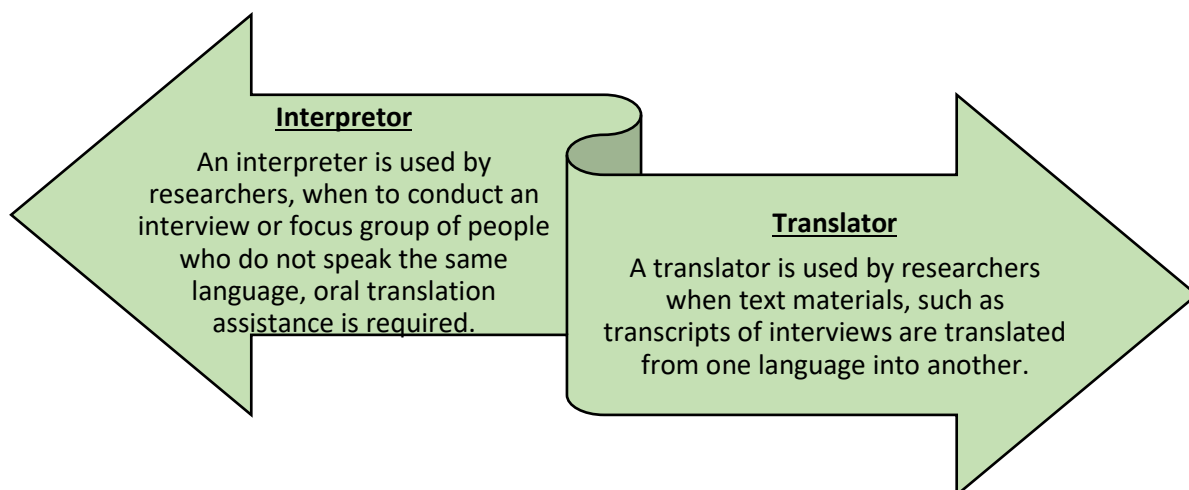 Interpretor
An interpreter is used by
researchers, when to conduct an
interview or focus group of people
who do not speak the same
language, oral translation
assistance is required.
Translator
A translator is used by researchers
when text materials, such as
transcripts of interviews are translated
from one language into another.